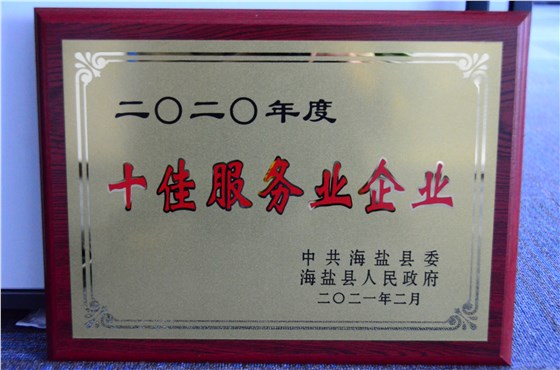 二〇二〇年度
十佳服务业企业
中共海盐县委
海盐县人民政府
二〇二一年二月